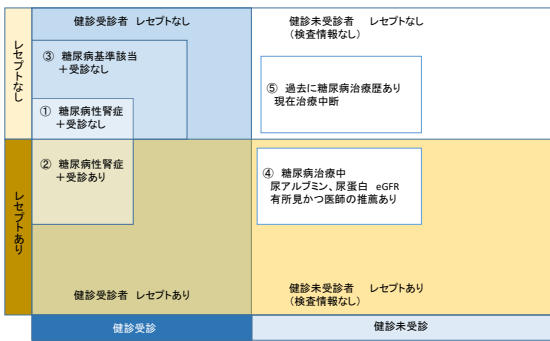 レセプトなし
健診受診者 レセプトなし
③ 糖尿病基準該当
＋受診なし
① 糖尿病性腎症
＋受診なし
健診未受診者 レセプトなし
（検査情報なし）
⑤ 過去に糖尿病治療歴あり
現在治療中断
レセプトあり
② 糖尿病性腎症
＋受診あり
健診受診者 レセプトあり
④ 糖尿病治療中
尿アルブミン、尿蛋白 eGFR
有所見かつ医師の推薦あり
健診未受診者 レセプトあり
（検査情報なし）
健診受診
健診未受診